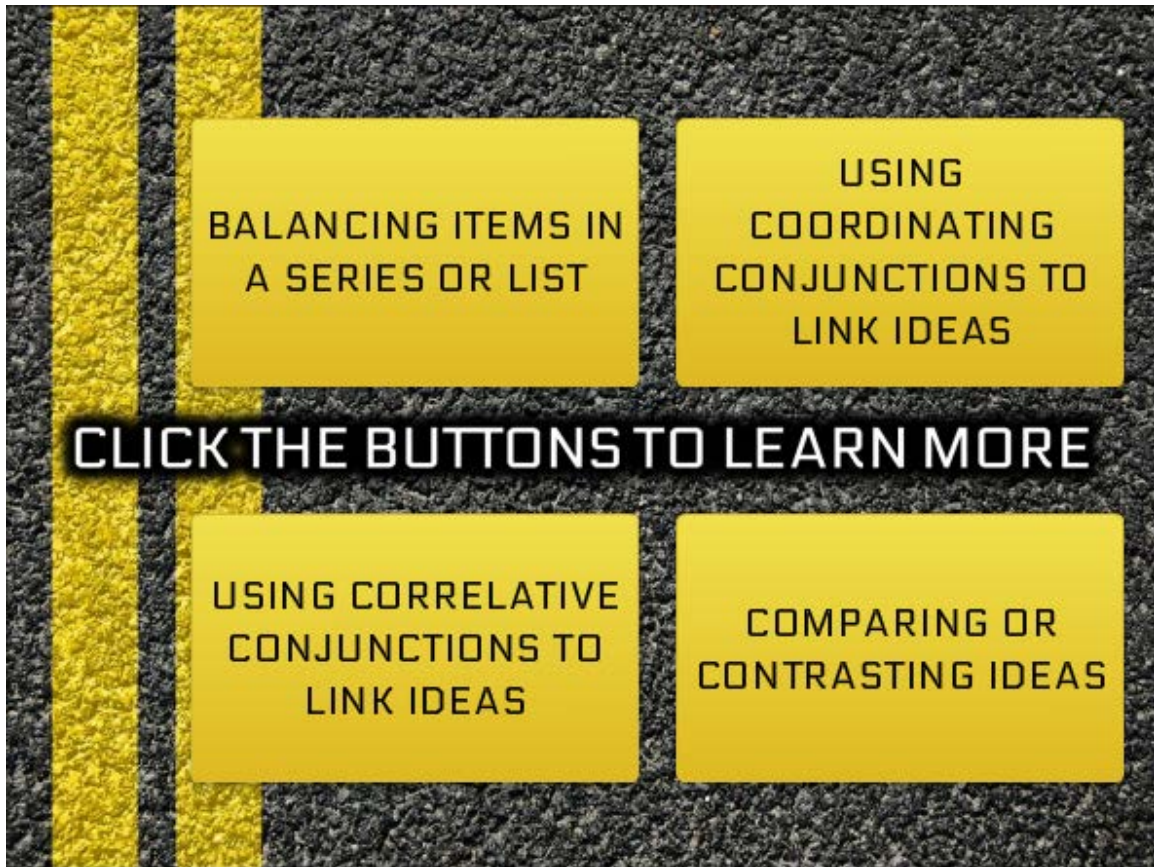 BALANCING ITEMS IN
A SERIES OR LIST
USING
COORDINATING
CONJUNCTIONS TO
LINK IDEAS
CLICK THE BUTTONS TO LEARN MORE
USING CORRELATIVE
CONJUNCTIONS TO
LINK IDEAS
COMPARING OR
CONTRASTING IDEAS